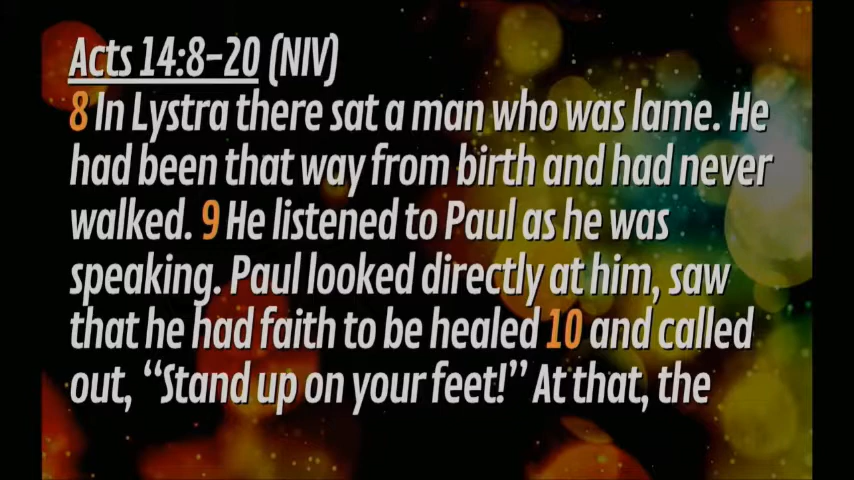 Acts 14:8–20 (NIV)
8 In Lystra there sat a man who was lame. He
had been that way from birth and had never
walked. 9 He listened to Paul as he was
speaking. Paul looked directly at him, saw
that he had faith to be healed 10 and called
out, “Stand up on your feet!” At that, the